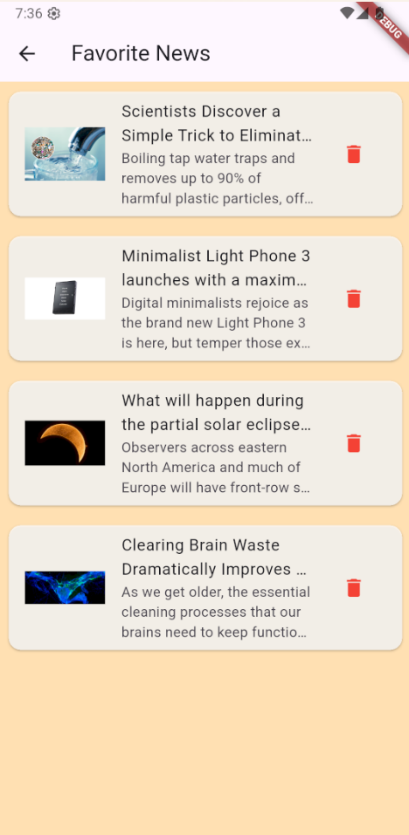 7:36
Favorite News
Scientists Discover a
Simple Trick to Eliminat...
Boiling tap water traps and
removes up to 90% of
harmful plastic particles, off...
Minimalist Light Phone 3
launches with a maxim...
Digital minimalists rejoice as
the brand new Light Phone 3
is here, but temper those ex...
What will happen during
the partial solar eclipse...
Observers across eastern
North America and much of
Europe will have front-row s...
Clearing Brain Waste
Dramatically Improves ...
As we get older, the essential
cleaning processes that our
brains need to keep functio...